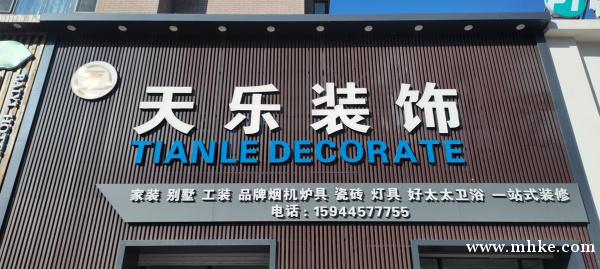 天乐装饰
TIANLE DECORATE
家装 别墅 工装 品牌烟机炉具 瓷砖 灯具 好太太卫浴 一站式装修
电话：15944577755
www.mhke.com